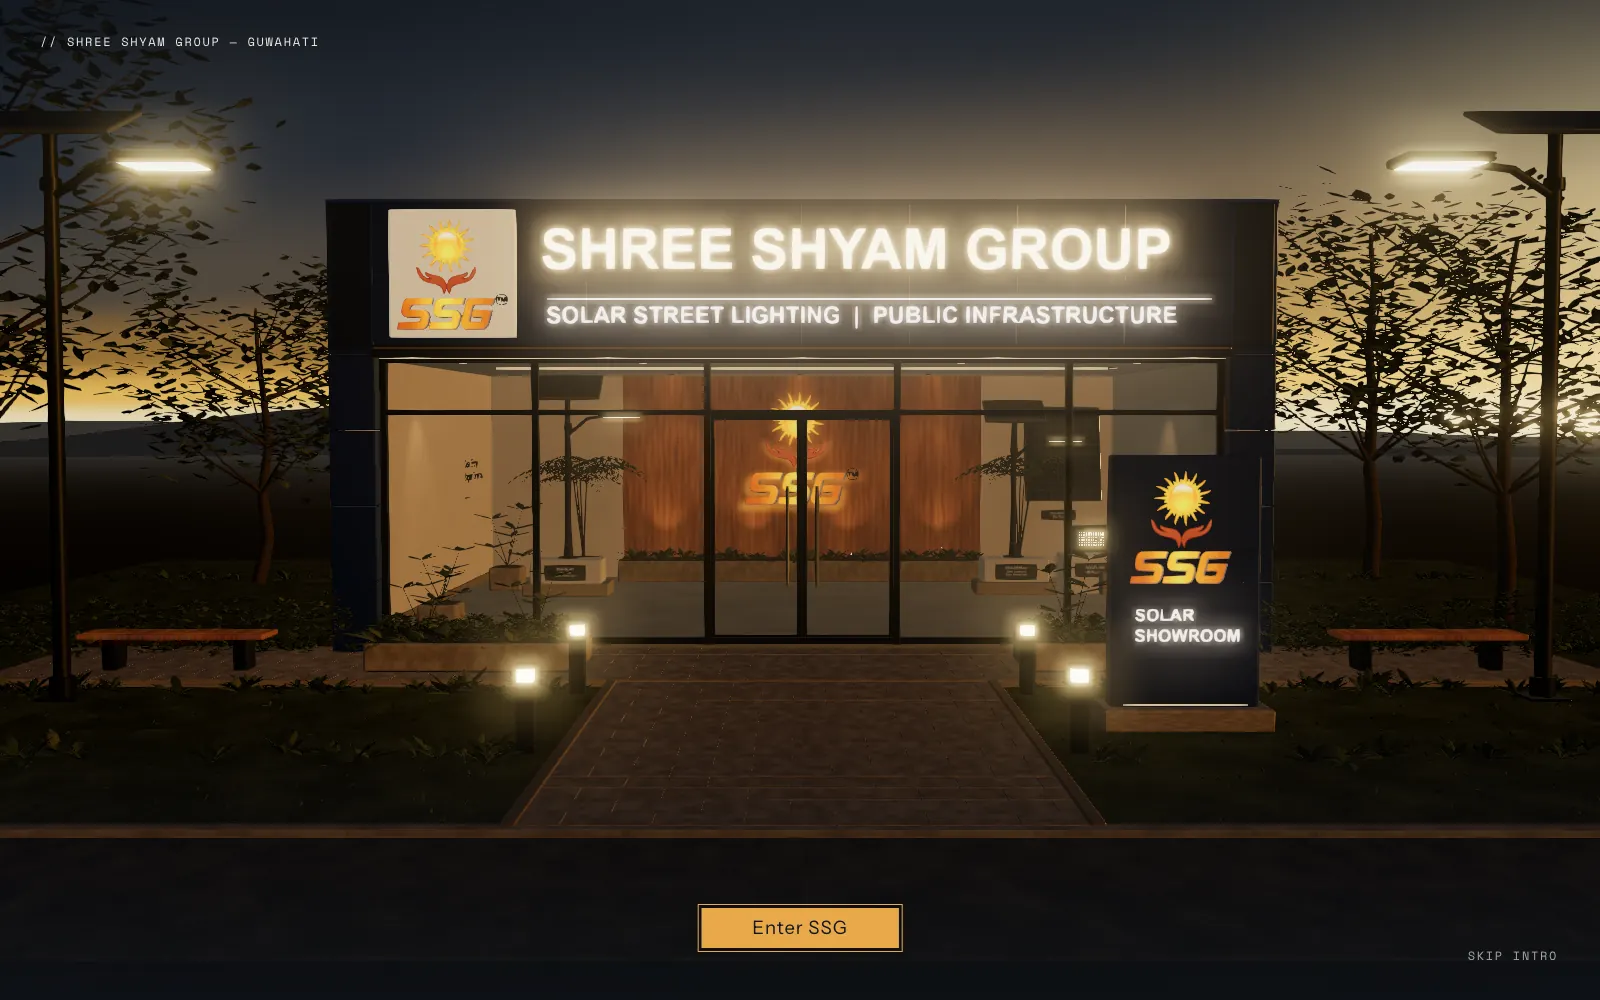 // SHREE SHYAM GROUP — GUWAHATI
SSG TM
SHREE SHYAM GROUP
SOLAR STREET LIGHTING | PUBLIC INFRASTRUCTURE
SSG
SSG
SOLAR
SHOWROOM
Enter SSG
SKIP INTRO